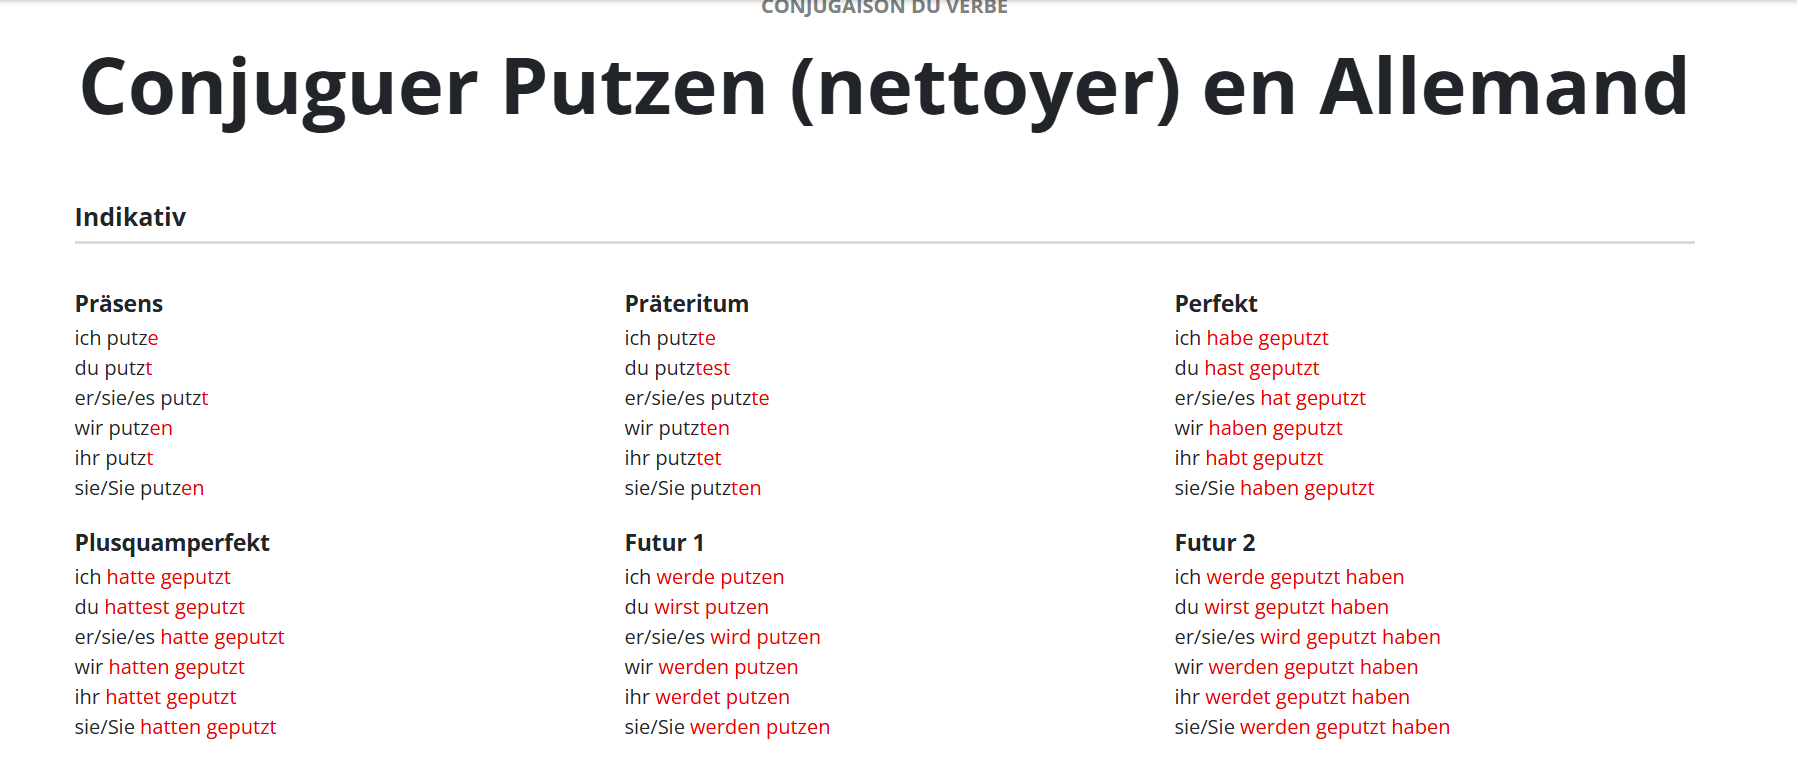 CONJUGAISON DU VERBE
Conjuguer Putzen (nettoyer) en Allemand
Indikativ
Präsens
ich putze
du putzt
er/sie/es putzt
wir putzen
ihr putzt
sie/Sie putzen
Präteritum
ich putzte
du putztest
er/sie/es putzte
wir putzten
ihr putztet
sie/Sie putzten
Perfekt
ich habe geputzt
du hast geputzt
er/sie/es hat geputzt
wir haben geputzt
ihr habt geputzt
sie/Sie haben geputzt
Plusquamperfekt
ich hatte geputzt
du hattest geputzt
er/sie/es hatte geputzt
wir hatten geputzt
ihr hattet geputzt
sie/Sie hatten geputzt
Futur 1
ich werde putzen
du wirst putzen
er/sie/es wird putzen
wir werden putzen
ihr werdet putzen
sie/Sie werden putzen
Futur 2
ich werde geputzt haben
du wirst geputzt haben
er/sie/es wird geputzt haben
wir werden geputzt haben
ihr werdet geputzt haben
sie/Sie werden geputzt haben